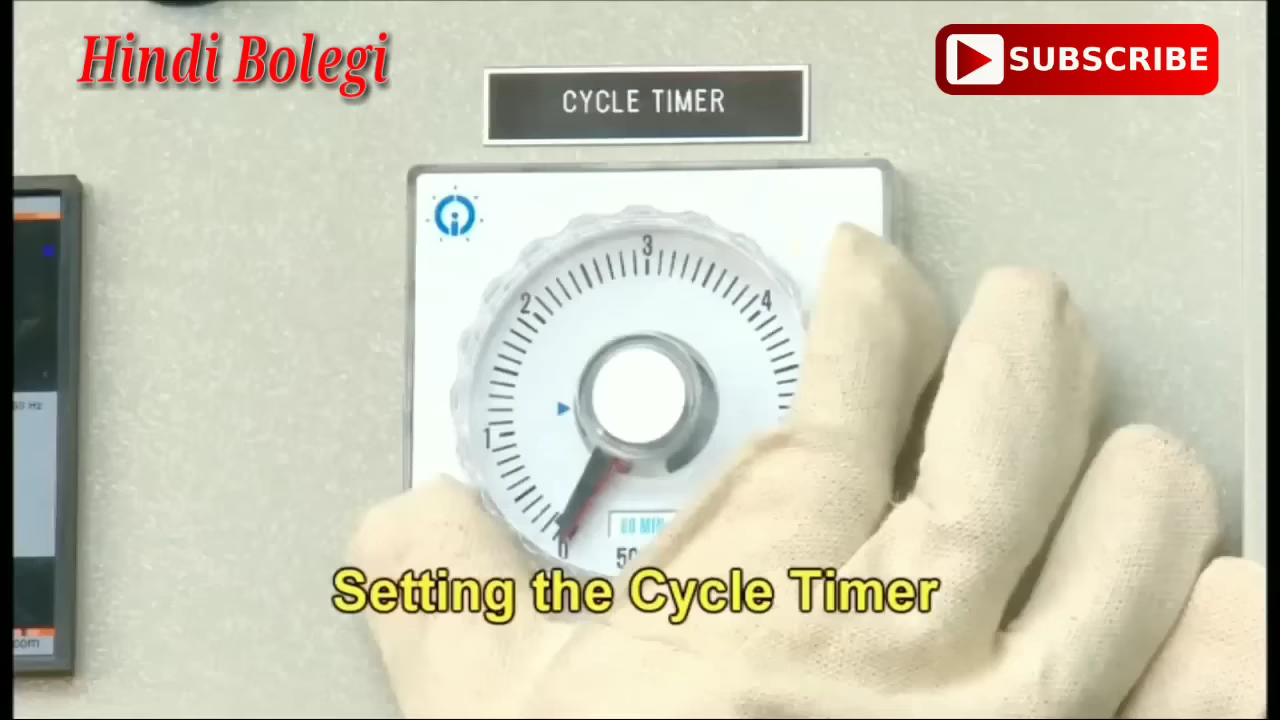 Hindi Bolegi
SUBSCRIBE
CYCLE TIMER
3
2
4
1
0
Setting the Cycle Timer